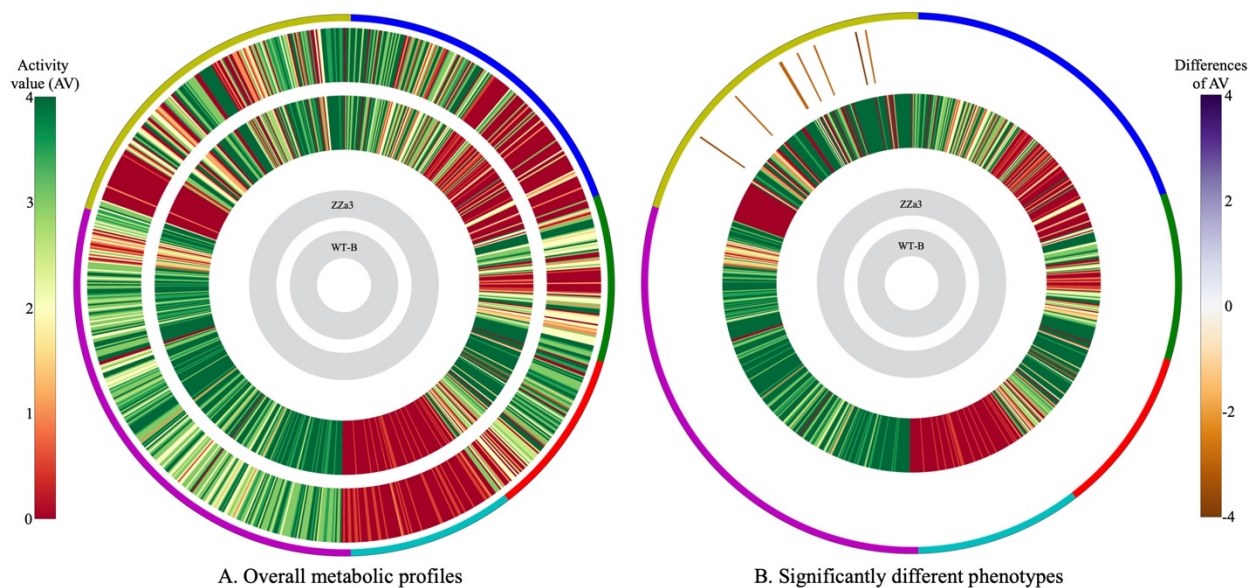 Activity
value (AV)
4
3
2
1
0
ZZa3
WT-B
A. Overall metabolic profiles
ZZa3
WT-B
B. Significantly different phenotypes
Differences
of AV
4
2
0
-2
-4